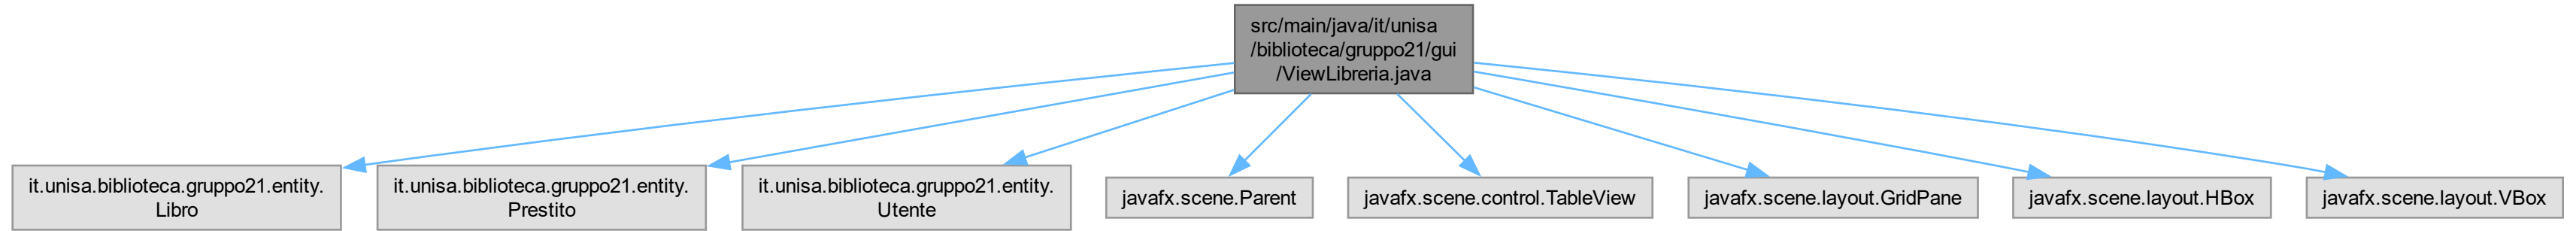 src/main/java/it/unisa
/biblioteca/gruppo21/gui
/ViewLibreria.java
it.unisa.biblioteca.gruppo21.entity.
Libro
it.unisa.biblioteca.gruppo21.entity.
Prestito
it.unisa.biblioteca.gruppo21.entity.
Utente
javafx.scene.Parent
javafx.scene.control.TableView
javafx.scene.layout.GridPane
javafx.scene.layout.HBox
javafx.scene.layout.VBox